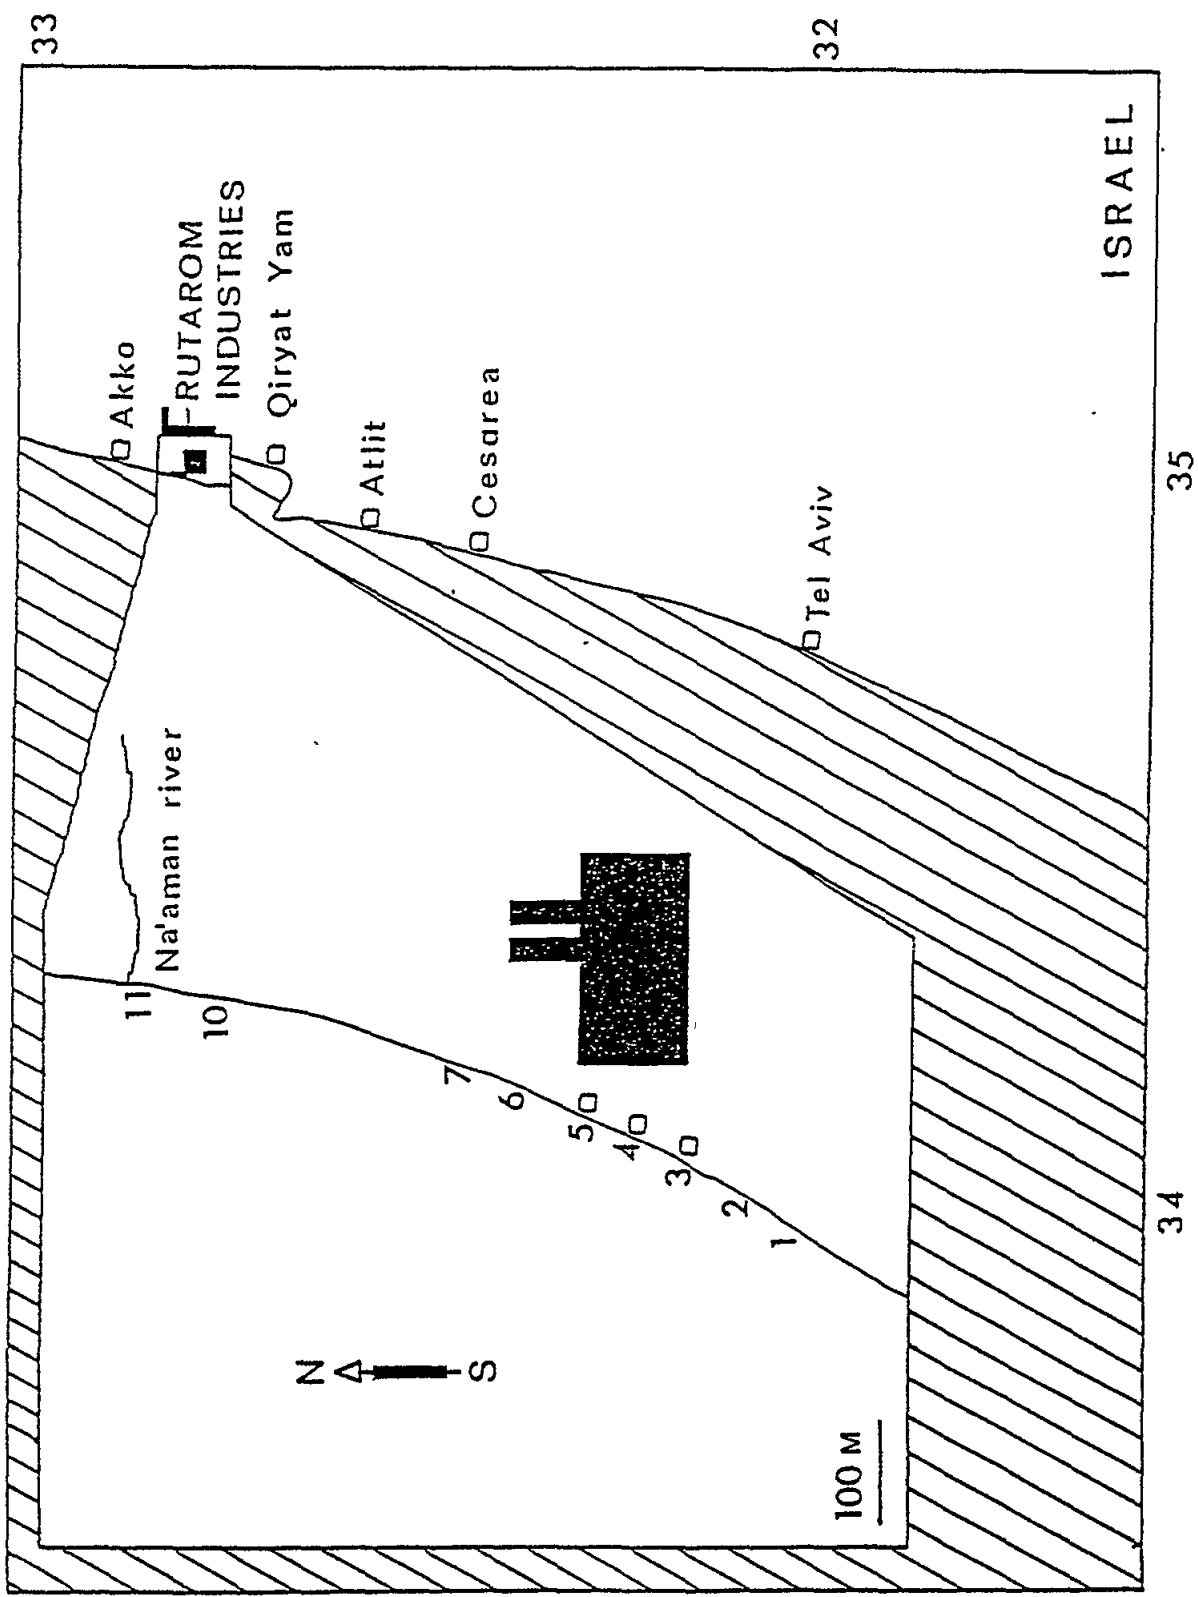 33
32
Akko
FRUTAROM
INDUSTRIES
Qiryat Yam
Atlit
Cesarea
Tel Aviv
ISRAEL
35
34
Na'aman river
11
10
7
6
5
4
3
2
1
N
S
100 M